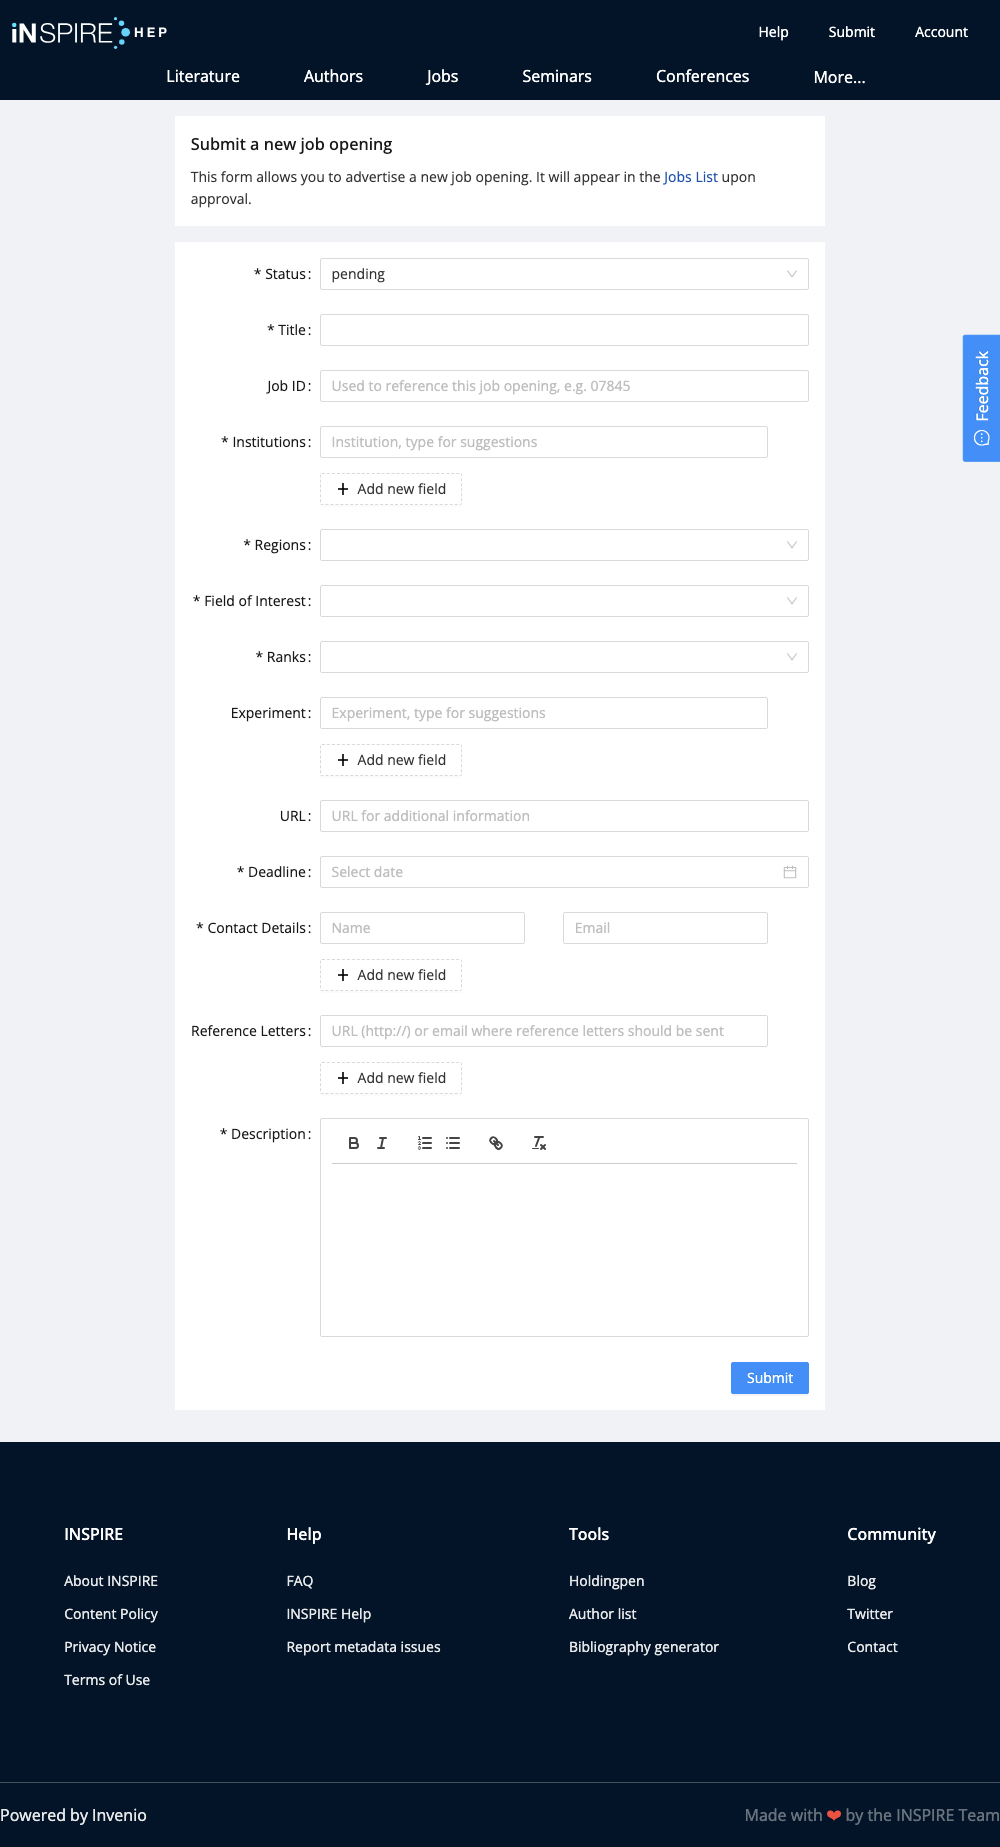 iNSPIRE HEP
Help Submit Account
Literature Authors Jobs Seminars Conferences More...
Submit a new job opening
This form allows you to advertise a new job opening. It will appear in the Jobs List upon
approval.
* Status: pending
* Title:
Job ID: Used to reference this job opening, e.g. 07845
* Institutions: Institution, type for suggestions
+ Add new field
* Regions:
* Field of Interest:
* Ranks:
Experiment: Experiment, type for suggestions
+ Add new field
URL: URL for additional information
* Deadline: Select date
* Contact Details: Name Email
+ Add new field
Reference Letters: URL (http://) or email where reference letters should be sent
+ Add new field
* Description:
Submit
Feedback
INSPIRE
About INSPIRE
Content Policy
Privacy Notice
Terms of Use
Help
FAQ
INSPIRE Help
Report metadata issues
Tools
Holdingpen
Author list
Bibliography generator
Community
Blog
Twitter
Contact
Powered by Invenio
Made with ❤ by the INSPIRE Team